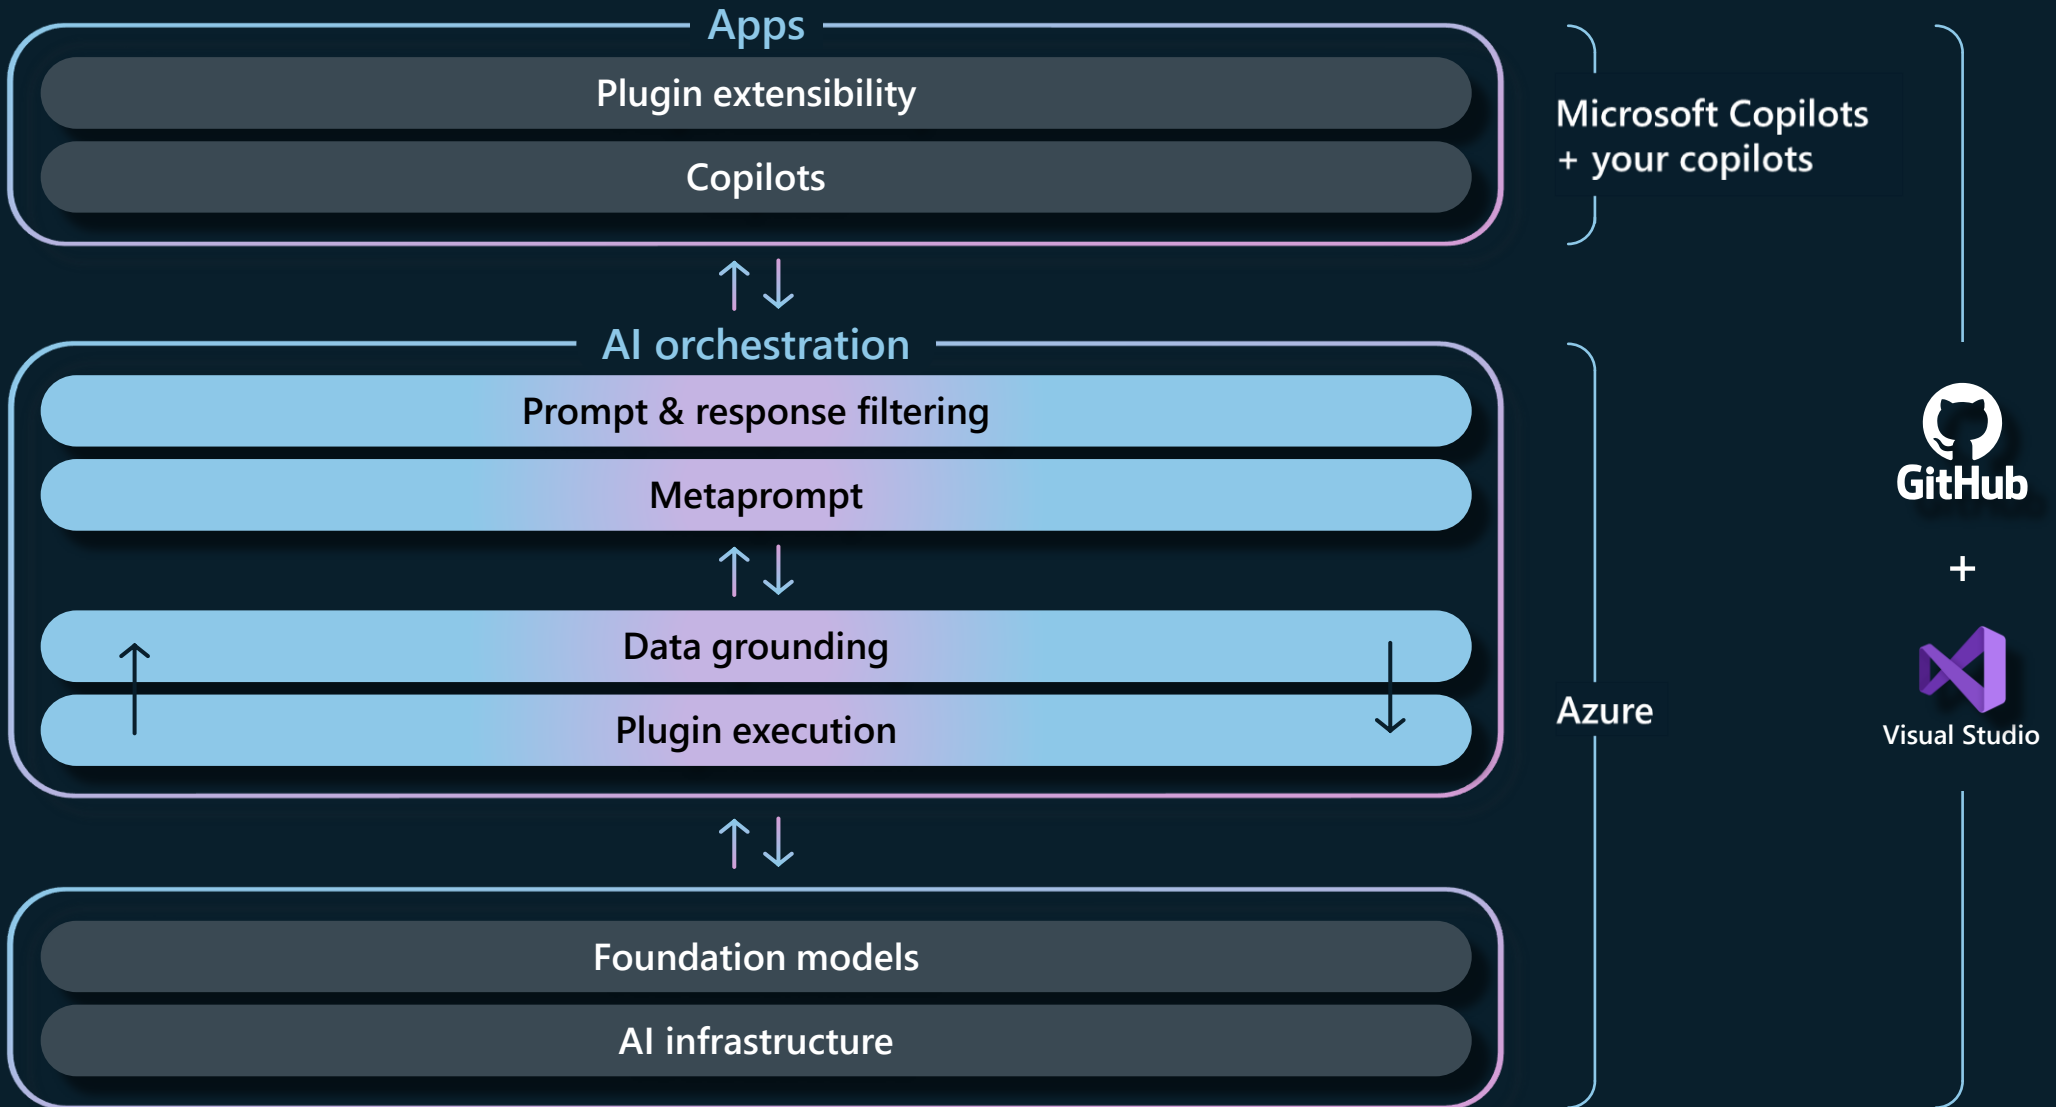 Apps
Plugin extensibility
Copilots
Microsoft Copilots
+ your copilots
AI orchestration
Prompt & response filtering
Metaprompt
Data grounding
Plugin execution
Azure
GitHub
+
Visual Studio
Foundation models
AI infrastructure